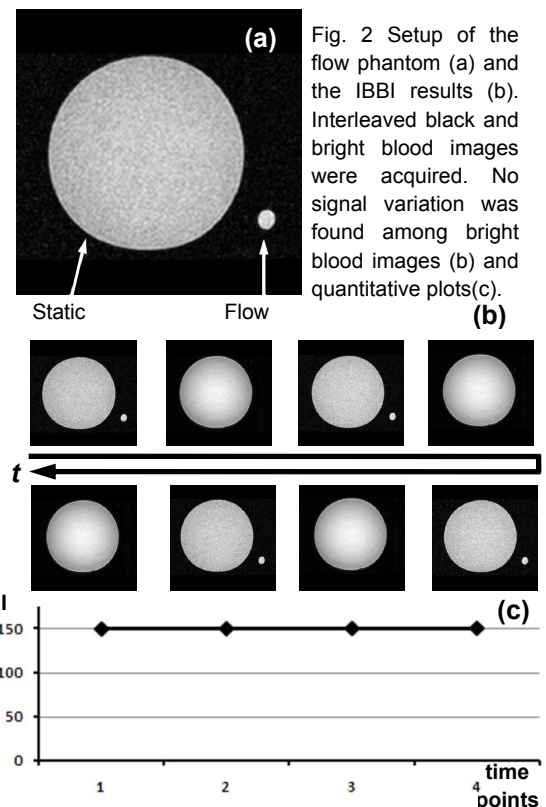 (a)
Fig. 2 Setup of the
flow phantom (a) and
the IBBI results (b).
Interleaved black and
bright blood images
were acquired. No
signal variation was
found among bright
blood images (b) and
quantitative plots(c).
Static
Flow
(b)
t
(c)
150
100
50
0
1 2 3 4
time
points